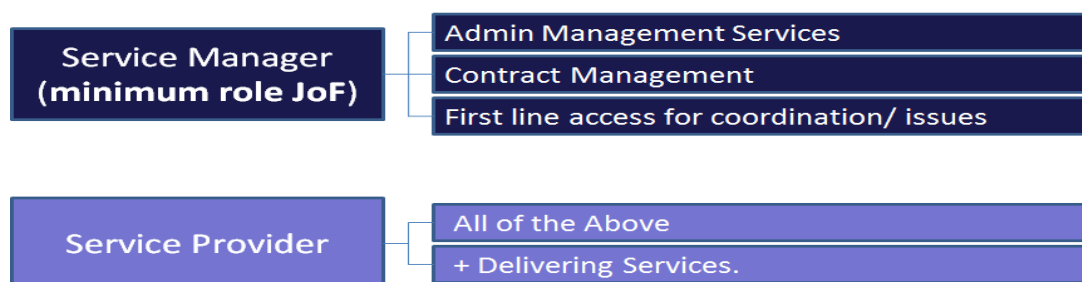 Service Manager
(minimum role JoF)
Admin Management Services
Contract Management
First line access for coordination/ issues
Service Provider
All of the Above
+ Delivering Services.